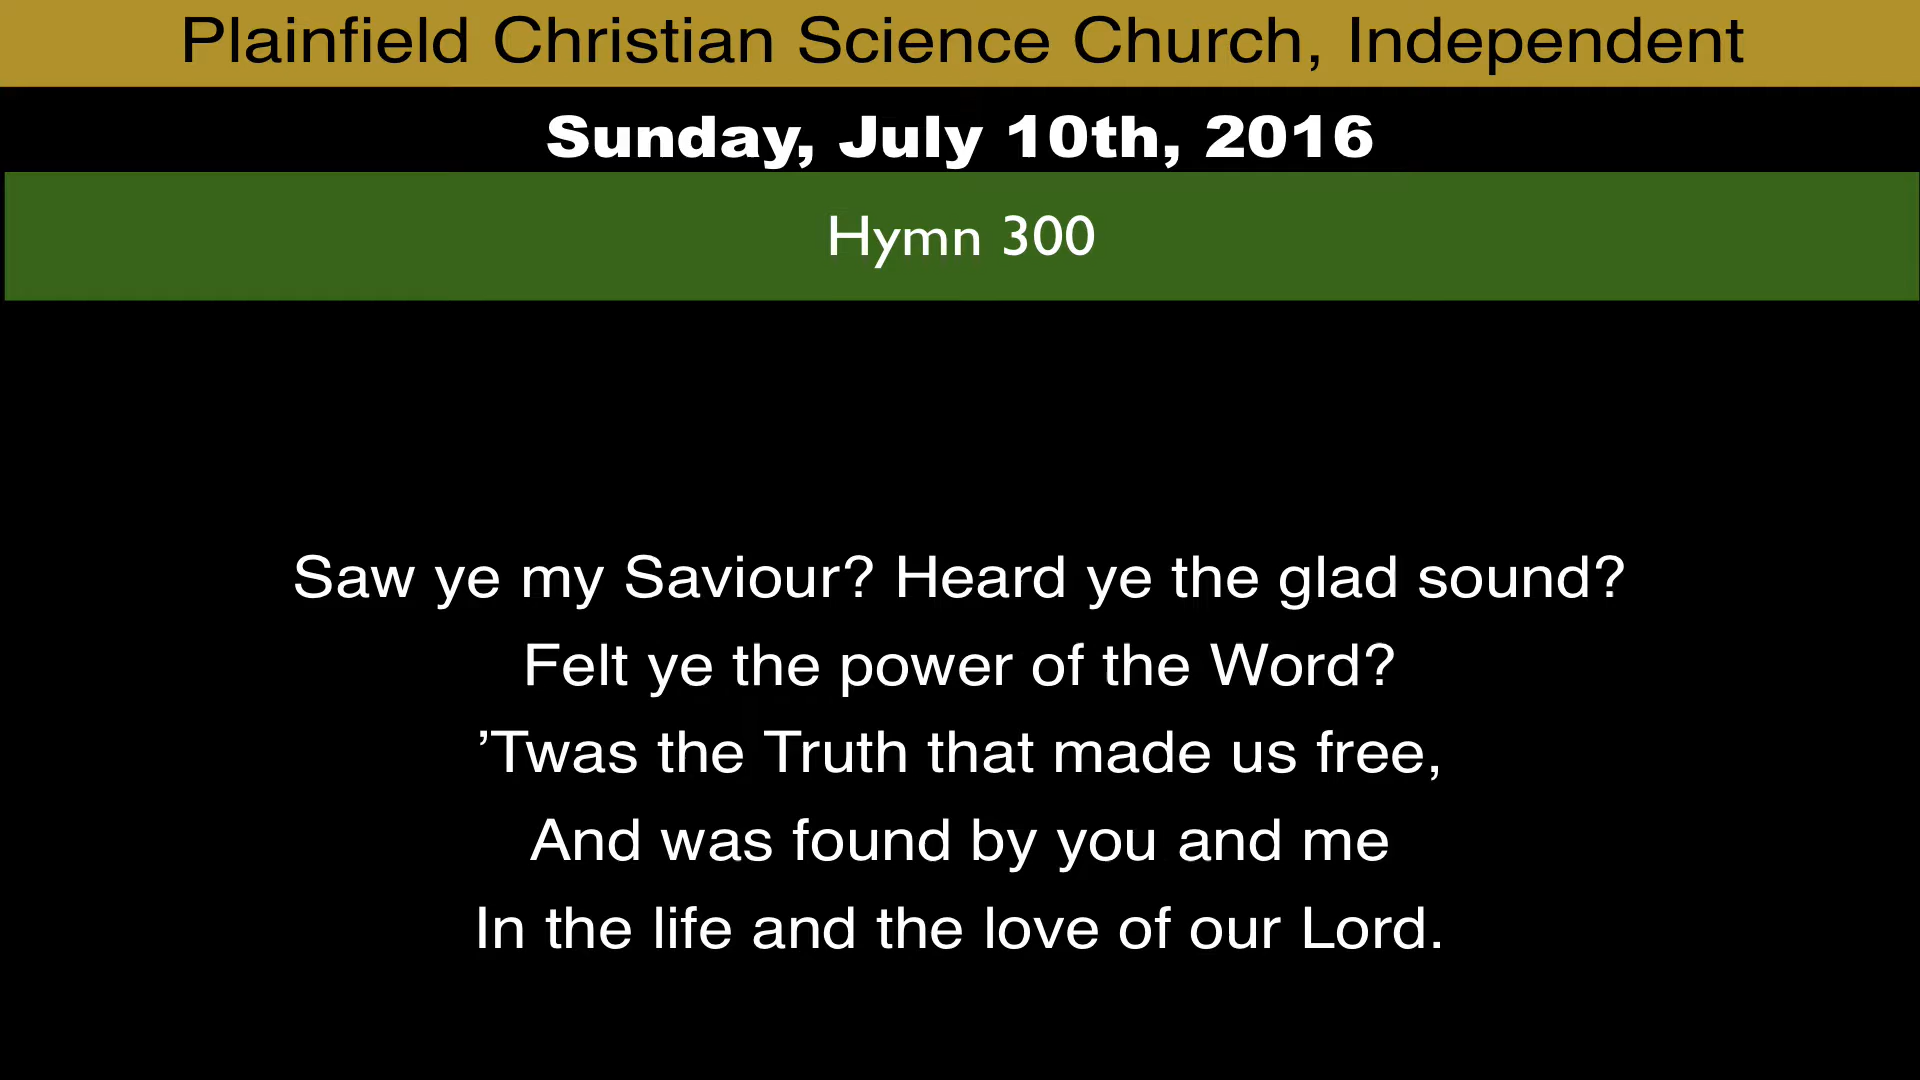 Plainfield Christian Science Church, Independent
Sunday, July 10th, 2016
Hymn 300
Saw ye my Saviour? Heard ye the glad sound?
Felt ye the power of the Word?
’Twas the Truth that made us free,
And was found by you and me
In the life and the love of our Lord.